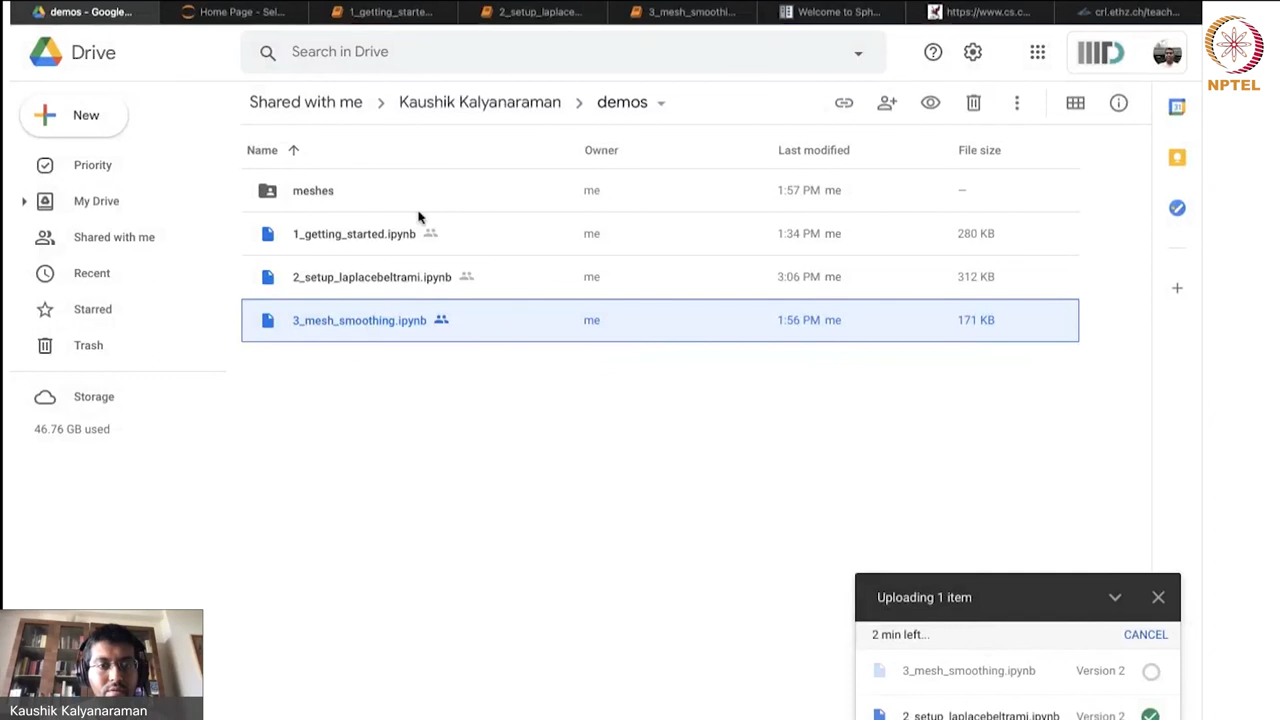 demos - Google...
Home Page - Sel...
1_getting_starte...
2_setup_laplace...
3_mesh_smoothi...
Welcome to Sph...
https://www.cs.c...
crl.ethz.ch/teach...
Drive
Search in Drive
NPTEL
New
Shared with me > Kaushik Kalyanaraman > demos
Name
Owner
Last modified
File size
Priority
My Drive
Shared with me
Recent
Starred
Trash
Storage
46.76 GB used
meshes me 1:57 PM me –
1_getting_started.ipynb me 1:34 PM me 280 KB
2_setup_laplacebeltrami.ipynb me 3:06 PM me 312 KB
3_mesh_smoothing.ipynb me 1:56 PM me 171 KB
31
Uploading 1 item
2 min left... CANCEL
3_mesh_smoothing.ipynb Version 2
2_setup_laplacebeltrami.ipynb Version 2
Kaushik Kalyanaraman